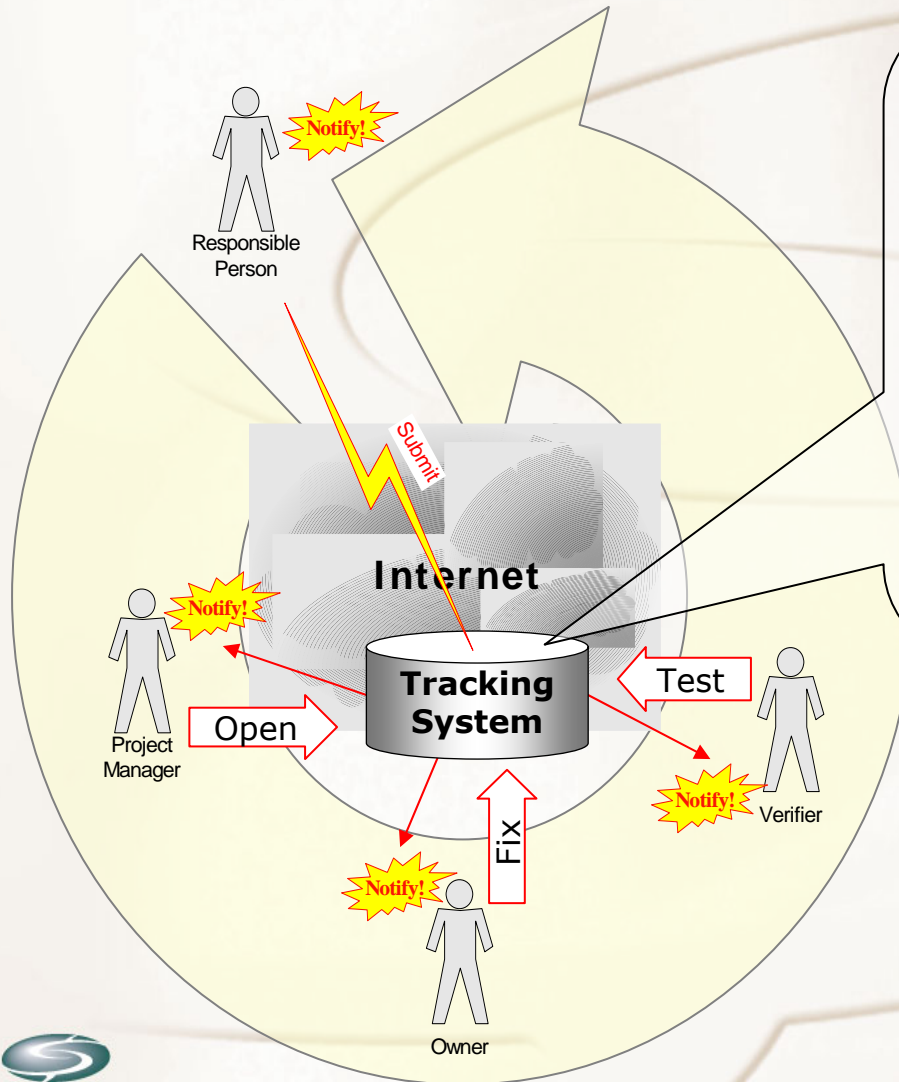 Notify!
Responsible
Person
Submit
Internet
Notify!
Tracking
System
Test
Open
Project
Manager
Notify!
Verifier
Fix
Notify!
Owner